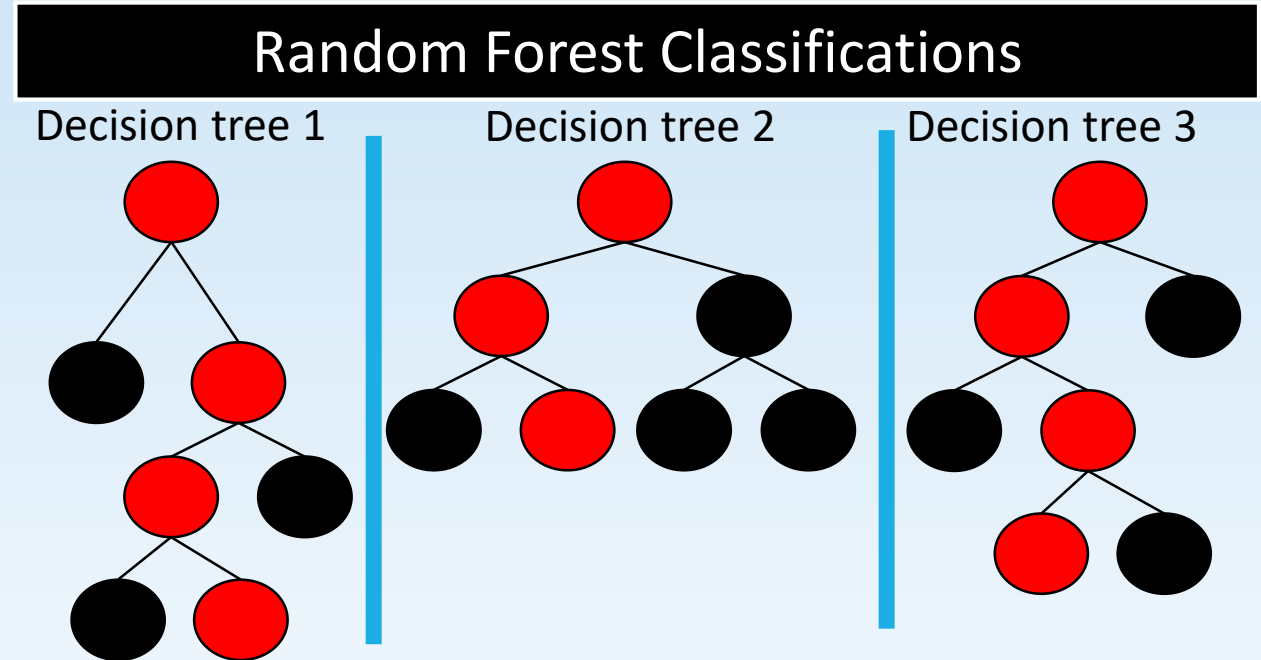 Random Forest Classifications
Decision tree 1
Decision tree 2
Decision tree 3